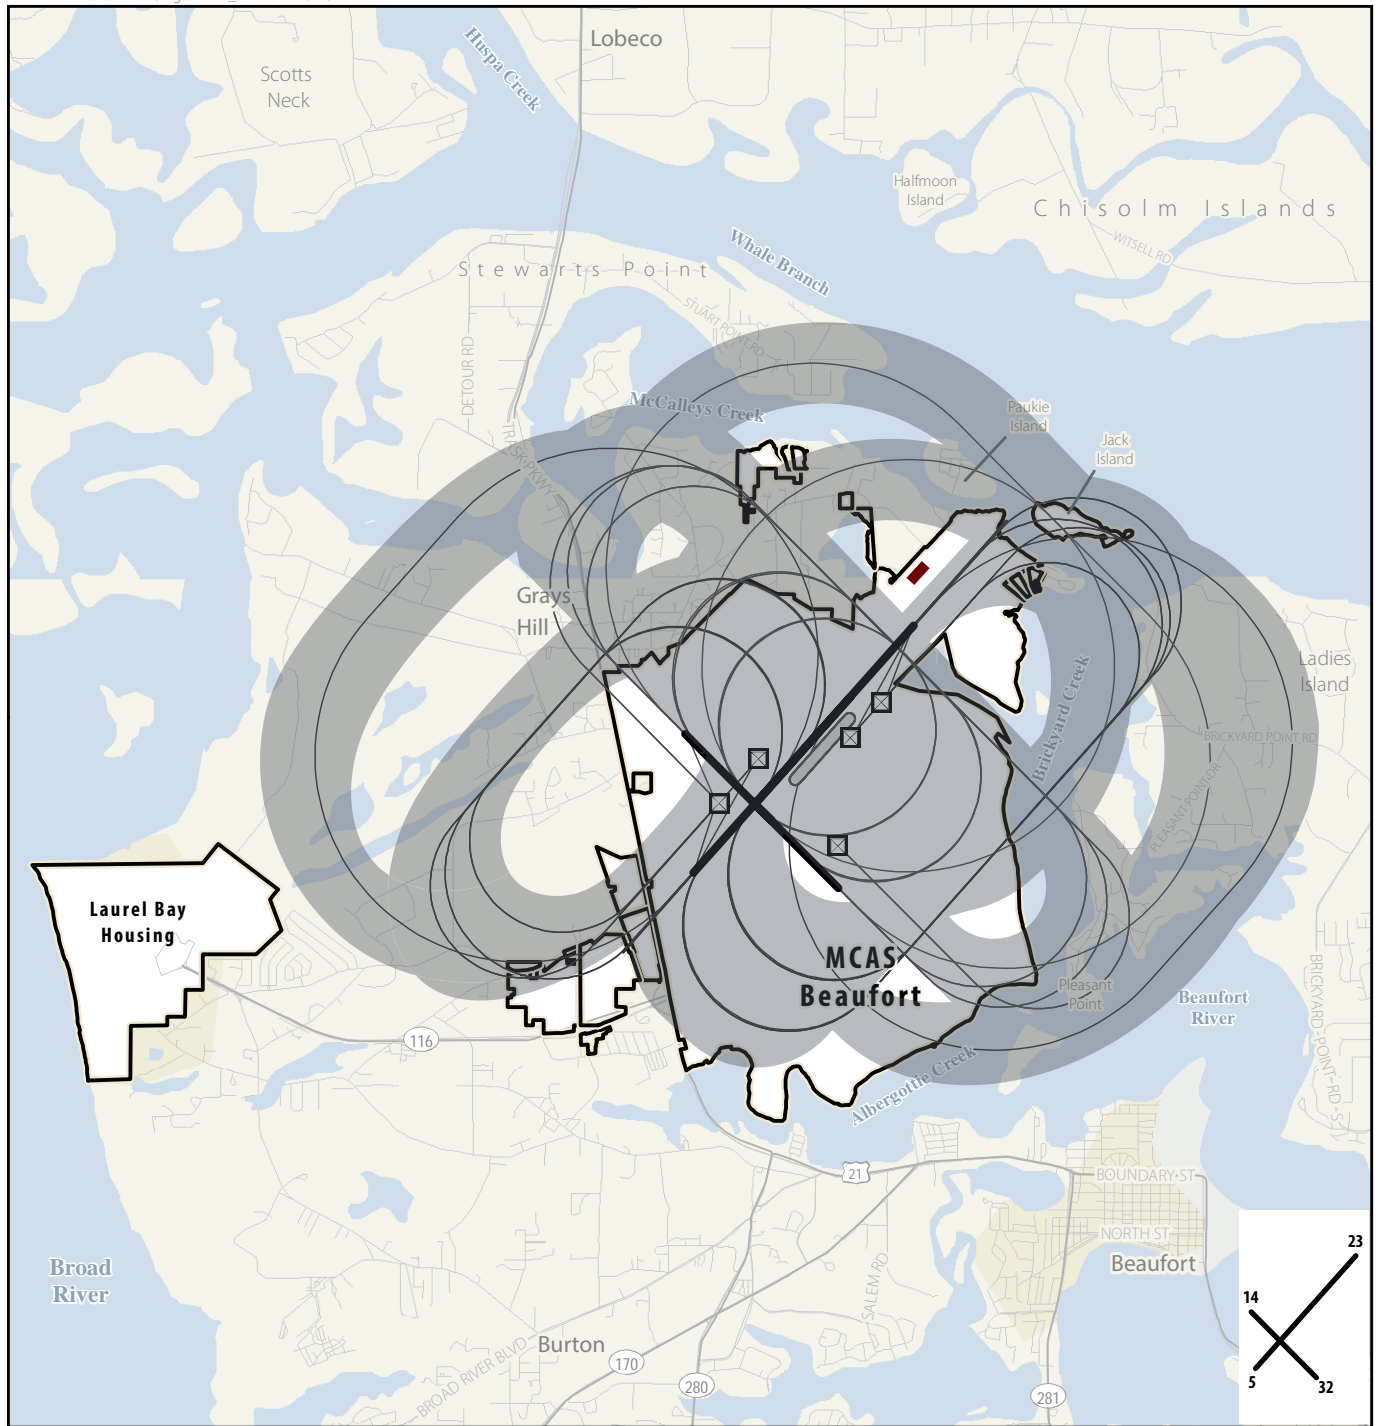 Lobeco
Huspa Creek
Scotts
Neck
Halfmoon
Island
Chisolm Islands
WITSELL RD
Whale Branch
Stewarts Point
STUART POINT RD
DETOUR RD
TRASK PKWY
McCalleys Creek
Paukie
Island
Jack
Island
Grays
Hill
Ladies
Island
Brickyard Creek
BRICKYARD POINT RD
PLEASANT POINT DR
Laurel Bay
Housing
MCAS
Beaufort
Pleasant
Point
Beaufort
River
BRICKYARD-POINT-RD-S
116
Albergottie Creek
21
BOUNDARY ST
NORTH ST
Beaufort
SALEM RD
Broad
River
Burton
BROAD RIVER BLVD
170
280
281
23
14
5
32